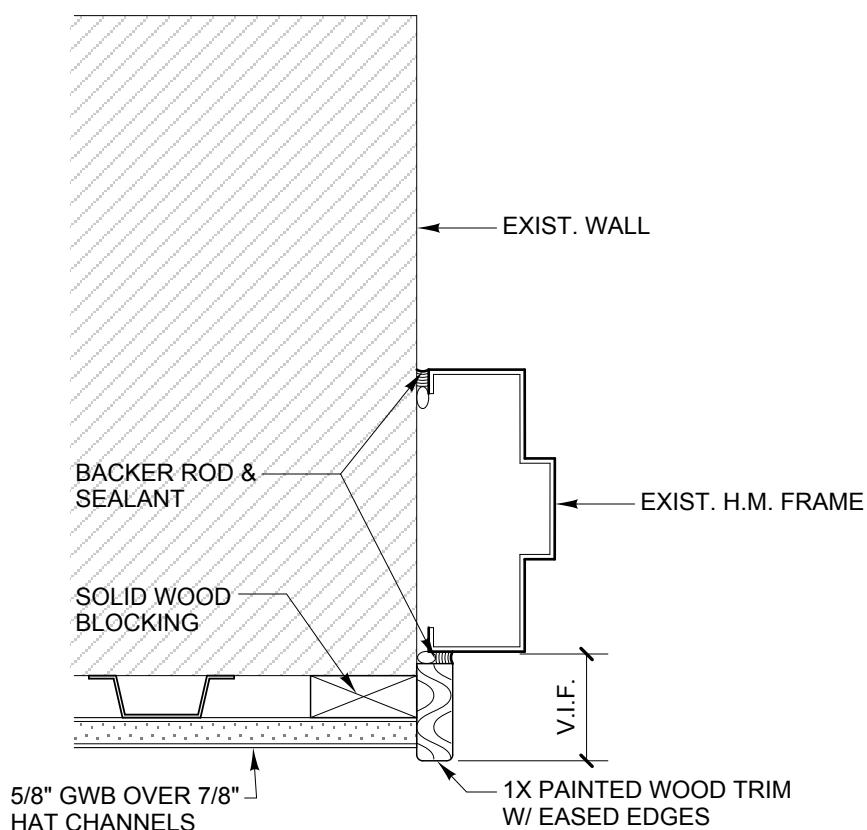 EXIST. WALL
BACKER ROD &
SEALANT
EXIST. H.M. FRAME
SOLID WOOD
BLOCKING
V.I.F.
5/8" GWB OVER 7/8"
HAT CHANNELS
1X PAINTED WOOD TRIM
W/ EASED EDGES